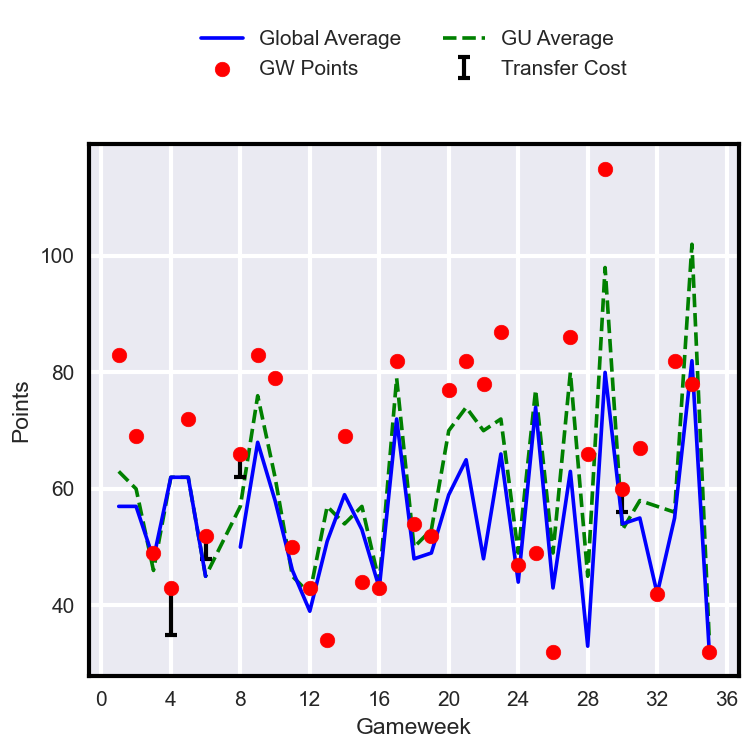 Global Average GU Average
GW Points Transfer Cost
100
80
60
40
Points
0 4 8 12 16 20 24 28 32 36
Gameweek